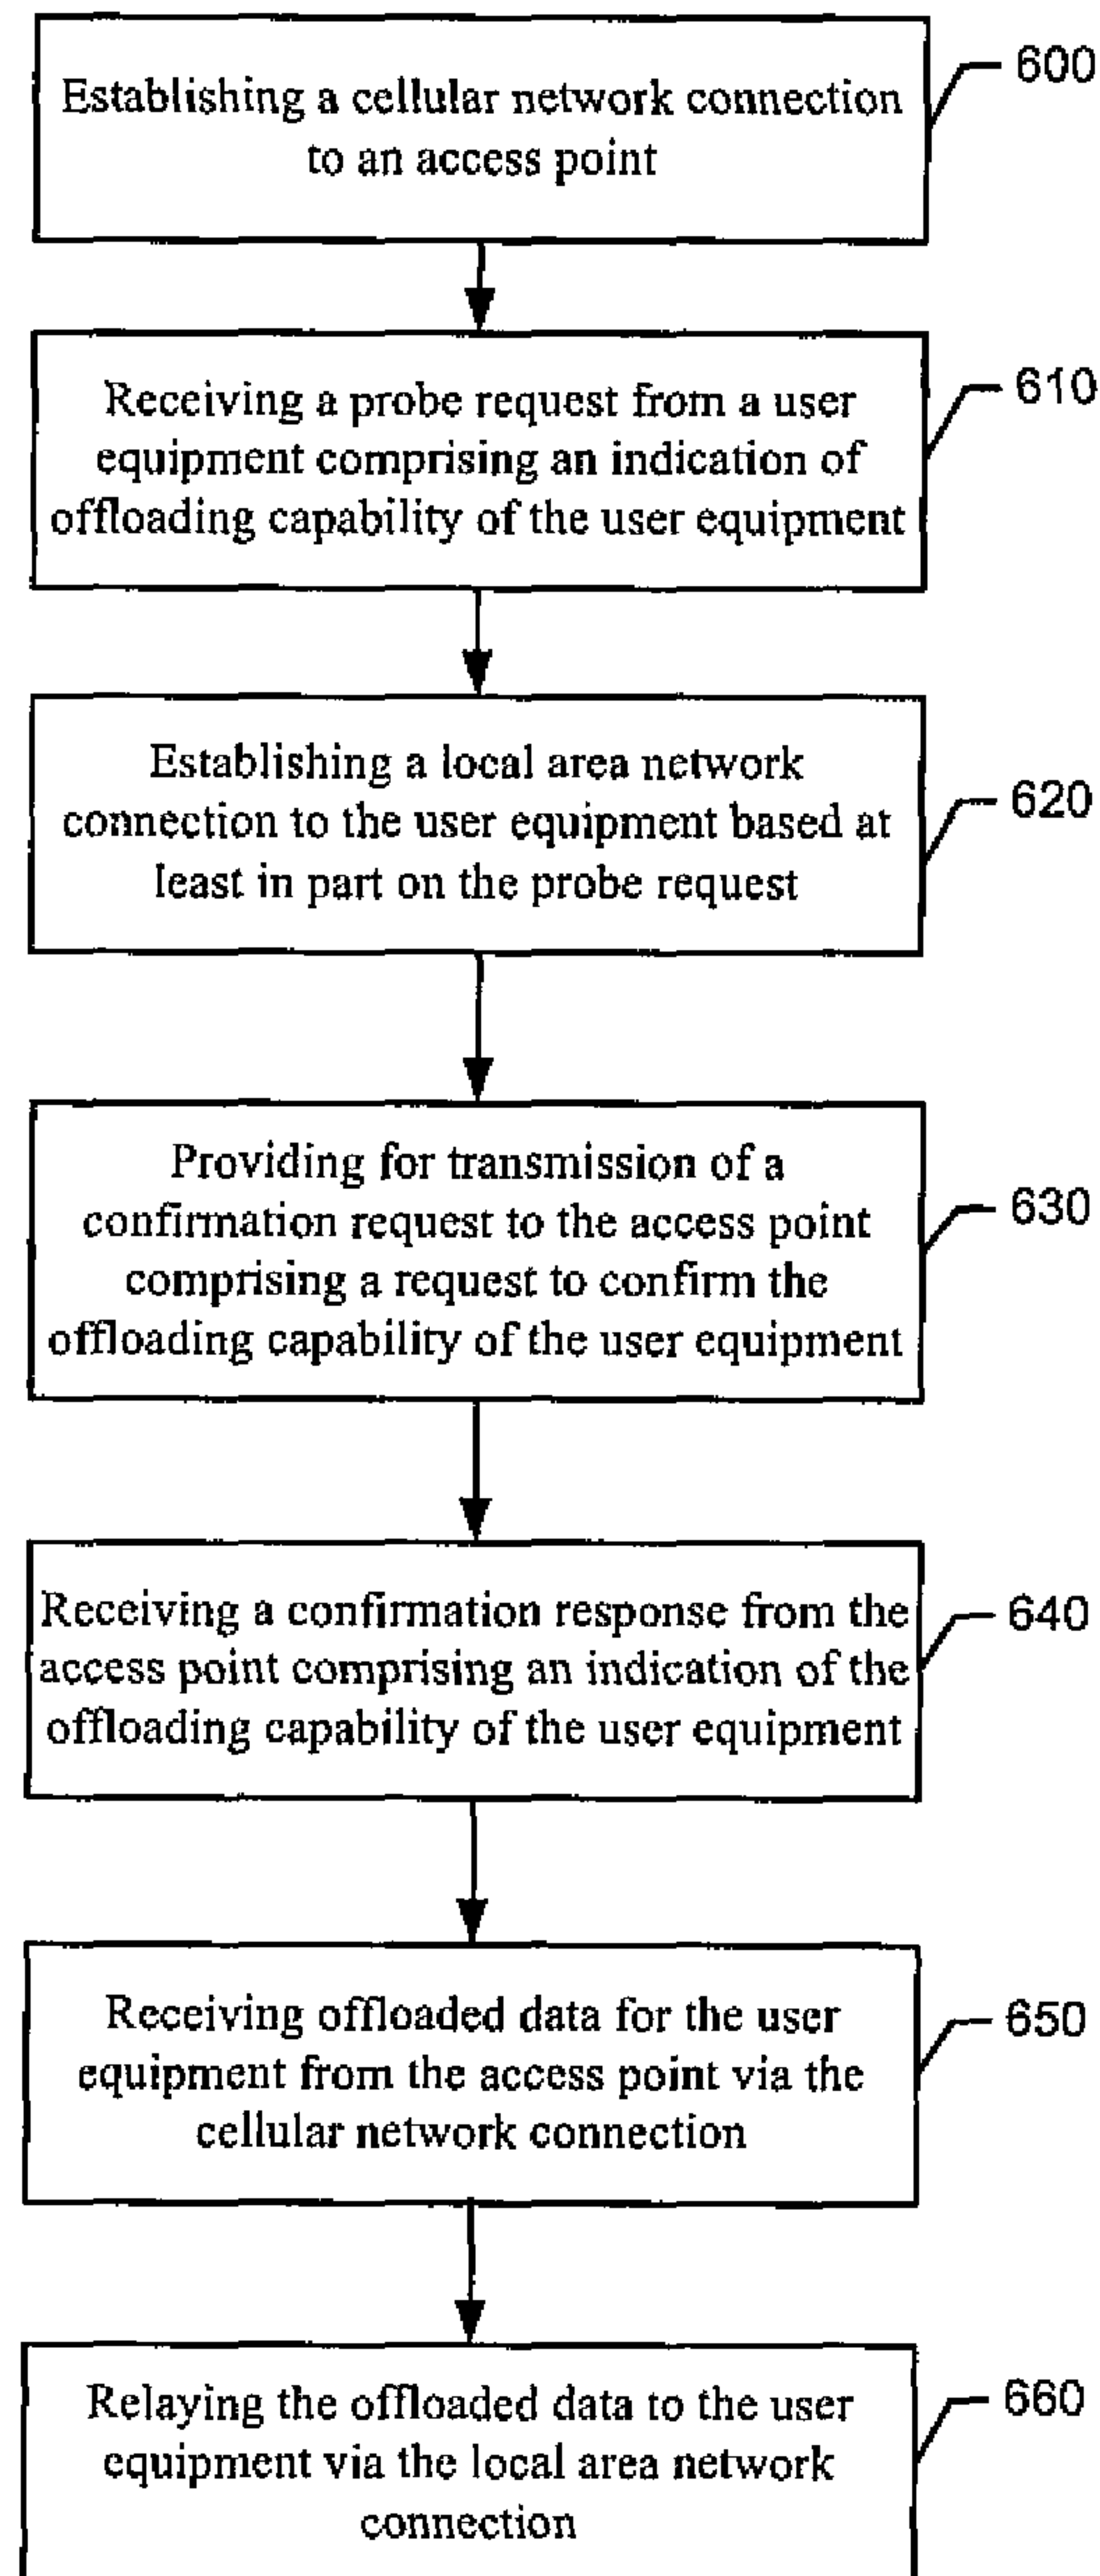 Establishing a cellular network connection
to an access point
600
Receiving a probe request from a user
equipment comprising an indication of
offloading capability of the user equipment
610
Establishing a local area network
connection to the user equipment based at
least in part on the probe request
620
Providing for transmission of a
confirmation request to the access point
comprising a request to confirm the
offloading capability of the user equipment
630
Receiving a confirmation response from the
access point comprising an indication of the
offloading capability of the user equipment
640
Receiving offloaded data for the user
equipment from the access point via the
cellular network connection
650
Relaying the offloaded data to the user
equipment via the local area network
connection
660